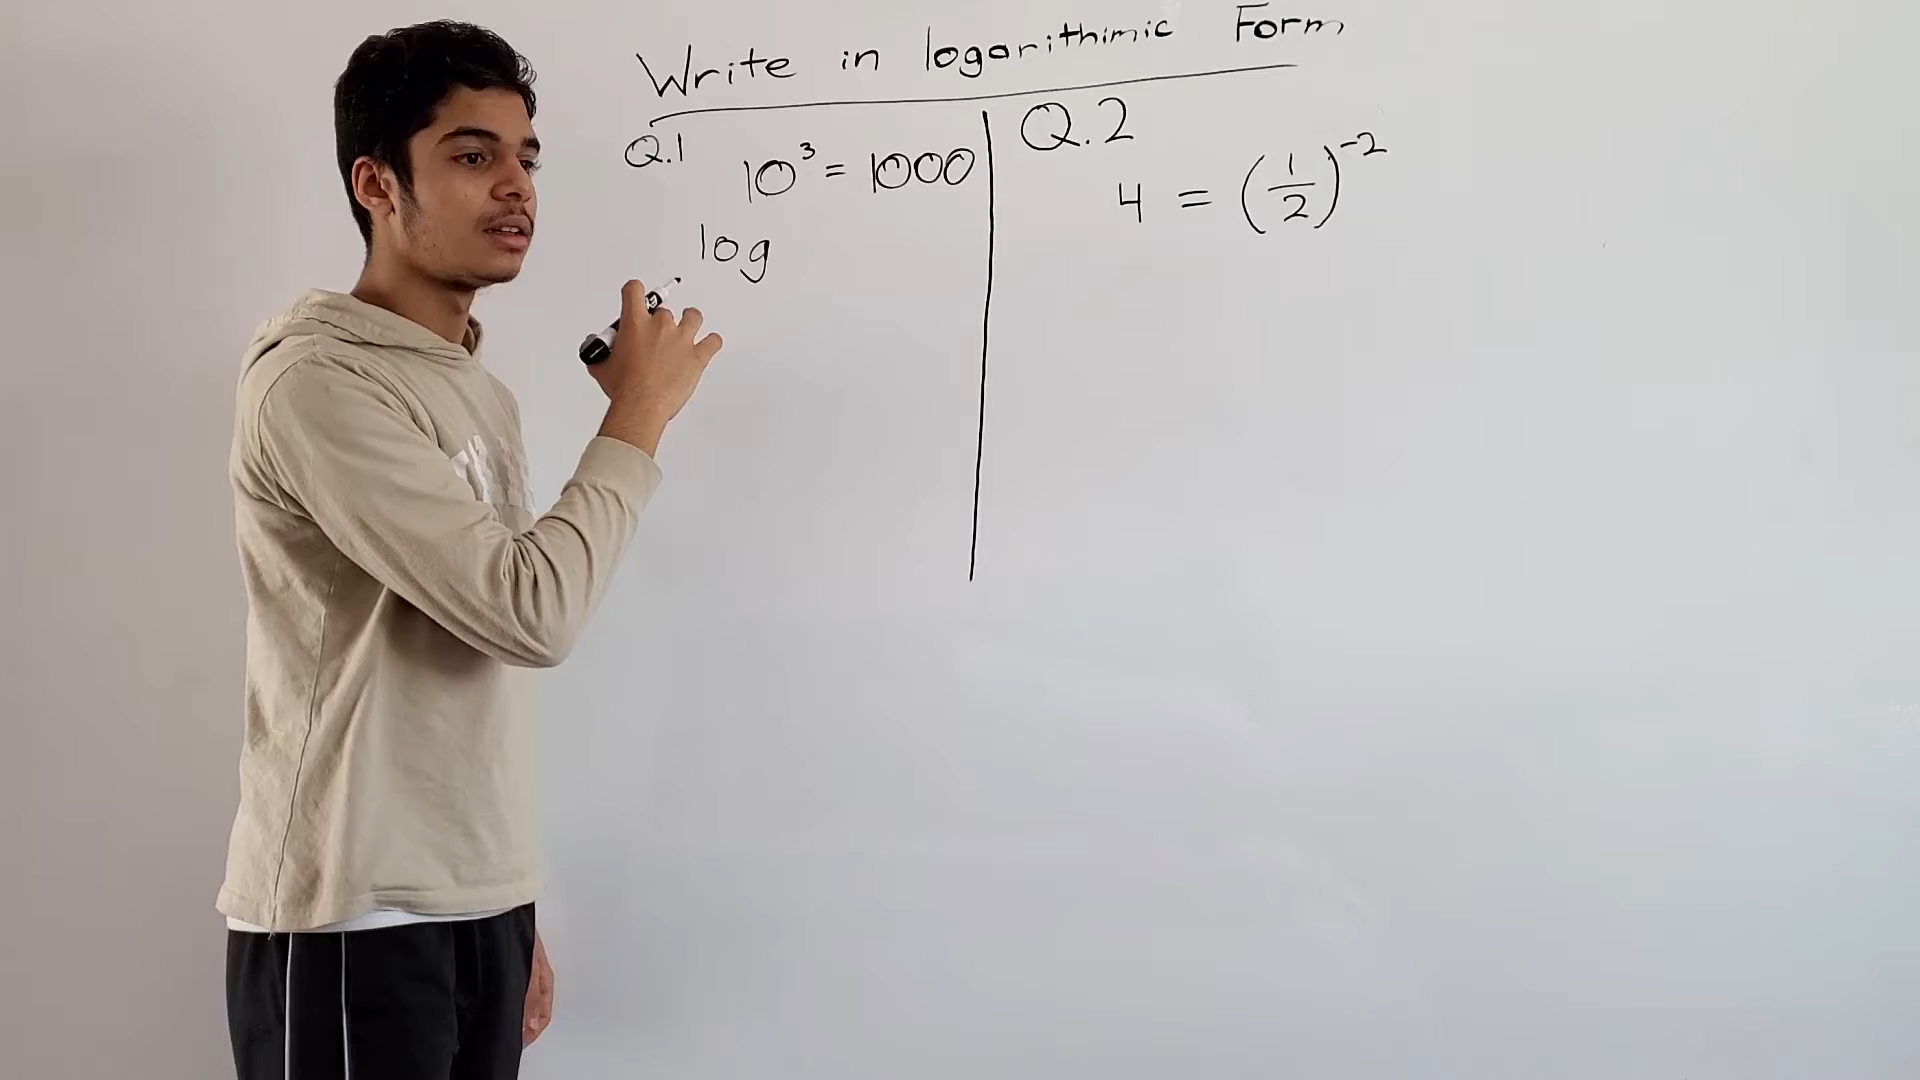 Write in logarithimic Form
Q.1
10³ = 1000
log
Q.2
4 = (1/2)⁻²